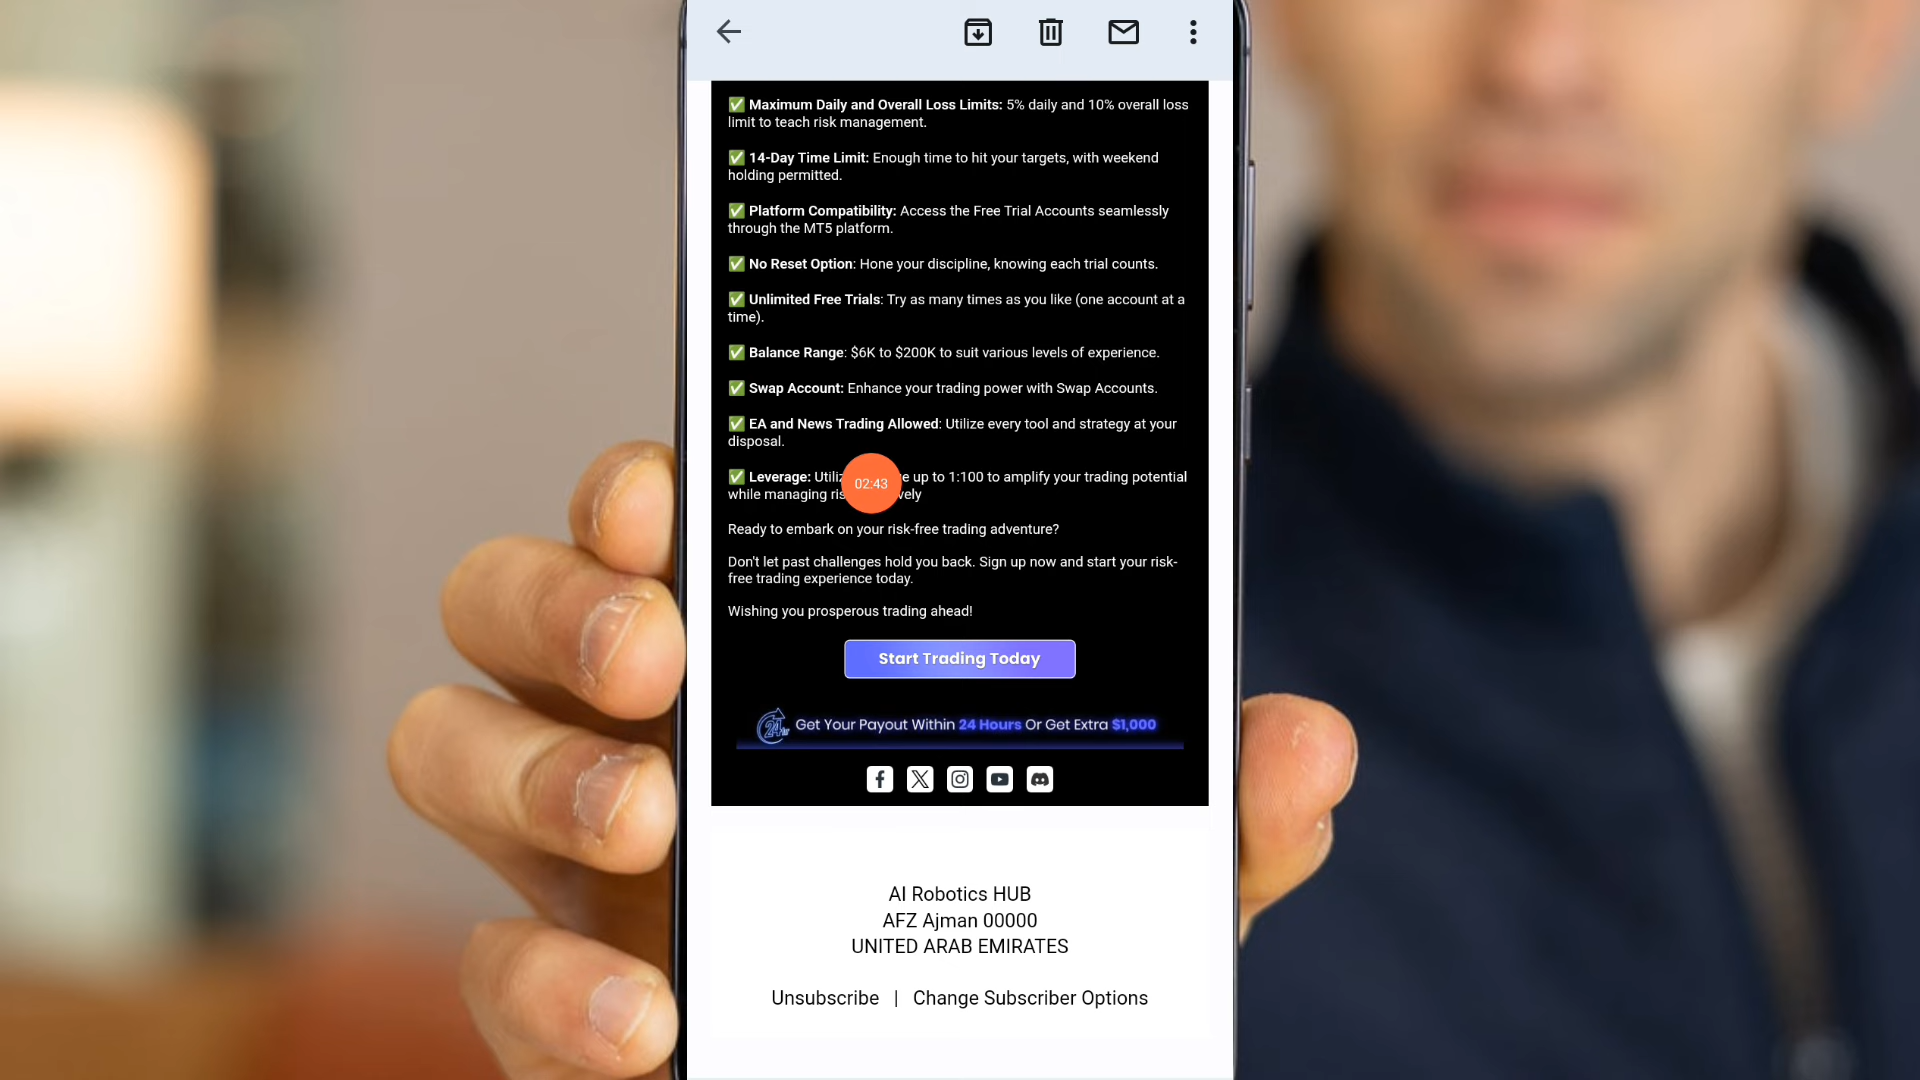 ✅ Maximum Daily and Overall Loss Limits: 5% daily and 10% overall loss
limit to teach risk management.
✅ 14-Day Time Limit: Enough time to hit your targets, with weekend
holding permitted.
✅ Platform Compatibility: Access the Free Trial Accounts seamlessly
through the MT5 platform.
✅ No Reset Option: Hone your discipline, knowing each trial counts.
✅ Unlimited Free Trials: Try as many times as you like (one account at a
time).
✅ Balance Range: $6K to $200K to suit various levels of experience.
✅ Swap Account: Enhance your trading power with Swap Accounts.
✅ EA and News Trading Allowed: Utilize every tool and strategy at your
disposal.
✅ Leverage: up to 1:100 to amplify your trading potential
while managing
02:43
Ready to embark on your risk-free trading adventure?
Don't let past challenges hold you back. Sign up now and start your risk-
free trading experience today.
Wishing you prosperous trading ahead!
Start Trading Today
24Hr Get Your Payout Within 24 Hours Or Get Extra $1,000
AI Robotics HUB
AFZ Ajman 00000
UNITED ARAB EMIRATES
Unsubscribe | Change Subscriber Options